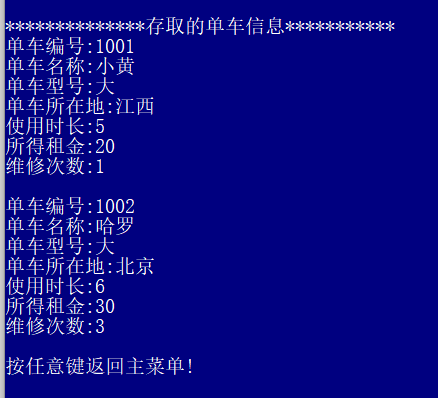 **************存取的单车信息***********
单车编号:1001
单车名称:小黄
单车型号:大
单车所在地:江西
使用时长:5
所得租金:20
维修次数:1
单车编号:1002
单车名称:哈罗
单车型号:大
单车所在地:北京
使用时长:6
所得租金:30
维修次数:3
按任意键返回主菜单!